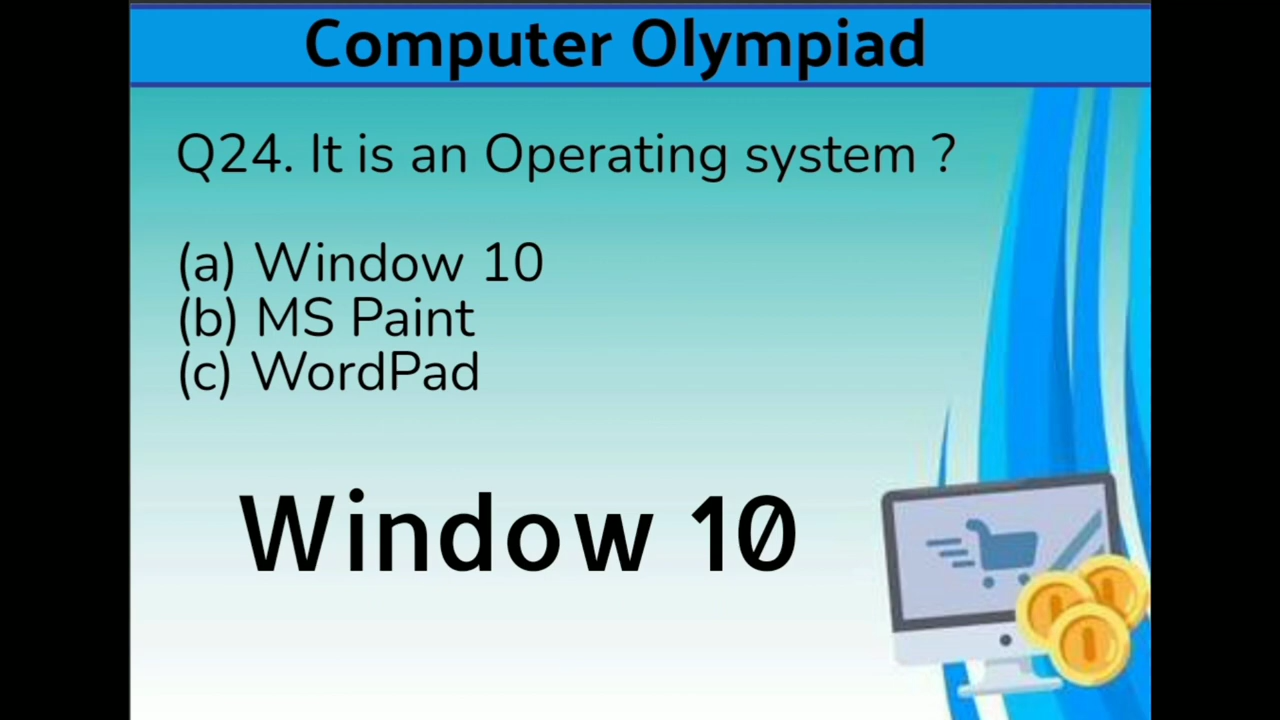 Computer Olympiad
Q24. It is an Operating system ?
(a) Window 10
(b) MS Paint
(c) WordPad
Window 10